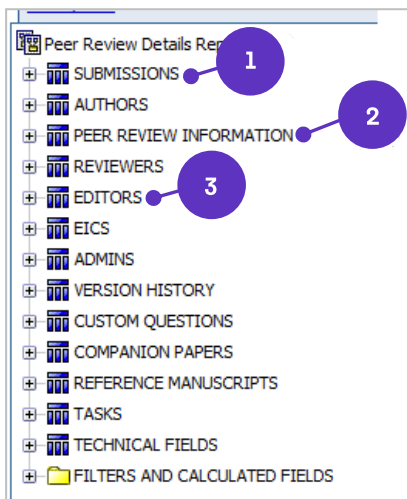 Peer Review Details Rep
1
SUBMISSIONS
AUTHORS
2
PEER REVIEW INFORMATION
REVIEWERS
3
EDITORS
EICS
ADMINS
VERSION HISTORY
CUSTOM QUESTIONS
COMPANION PAPERS
REFERENCE MANUSCRIPTS
TASKS
TECHNICAL FIELDS
FILTERS AND CALCULATED FIELDS